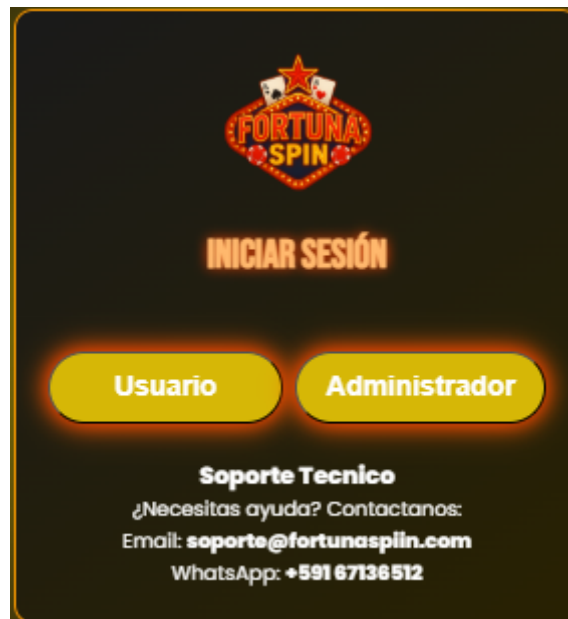 FORTUNA
SPIN
INICIAR SESIÓN
Usuario
Administrador
Soporte Tecnico
¿Necesitas ayuda? Contactanos:
Email: soporte@fortunaspiin.com
WhatsApp: +591 67136512